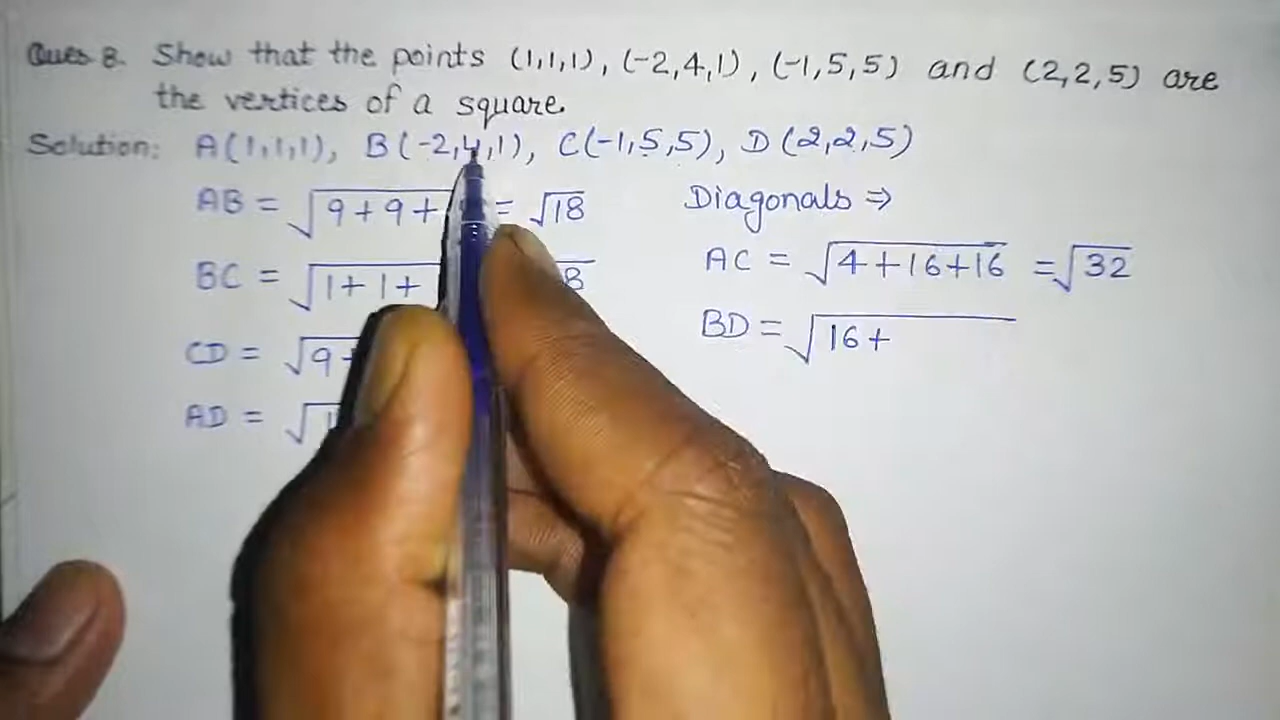 Ques 8. Show that the points (1,1,1), (-2,4,1), (-1,5,5) and (2,2,5) are
the vertices of a square.
Solution: A(1,1,1), B(-2,4,1), C(-1,5,5), D(2,2,5)
AB = √9+9+ = √18
BC = √1+1+ 8
CD = √9+
AD = √1
Diagonals ⇒
AC = √4+16+16 = √32
BD = √16+